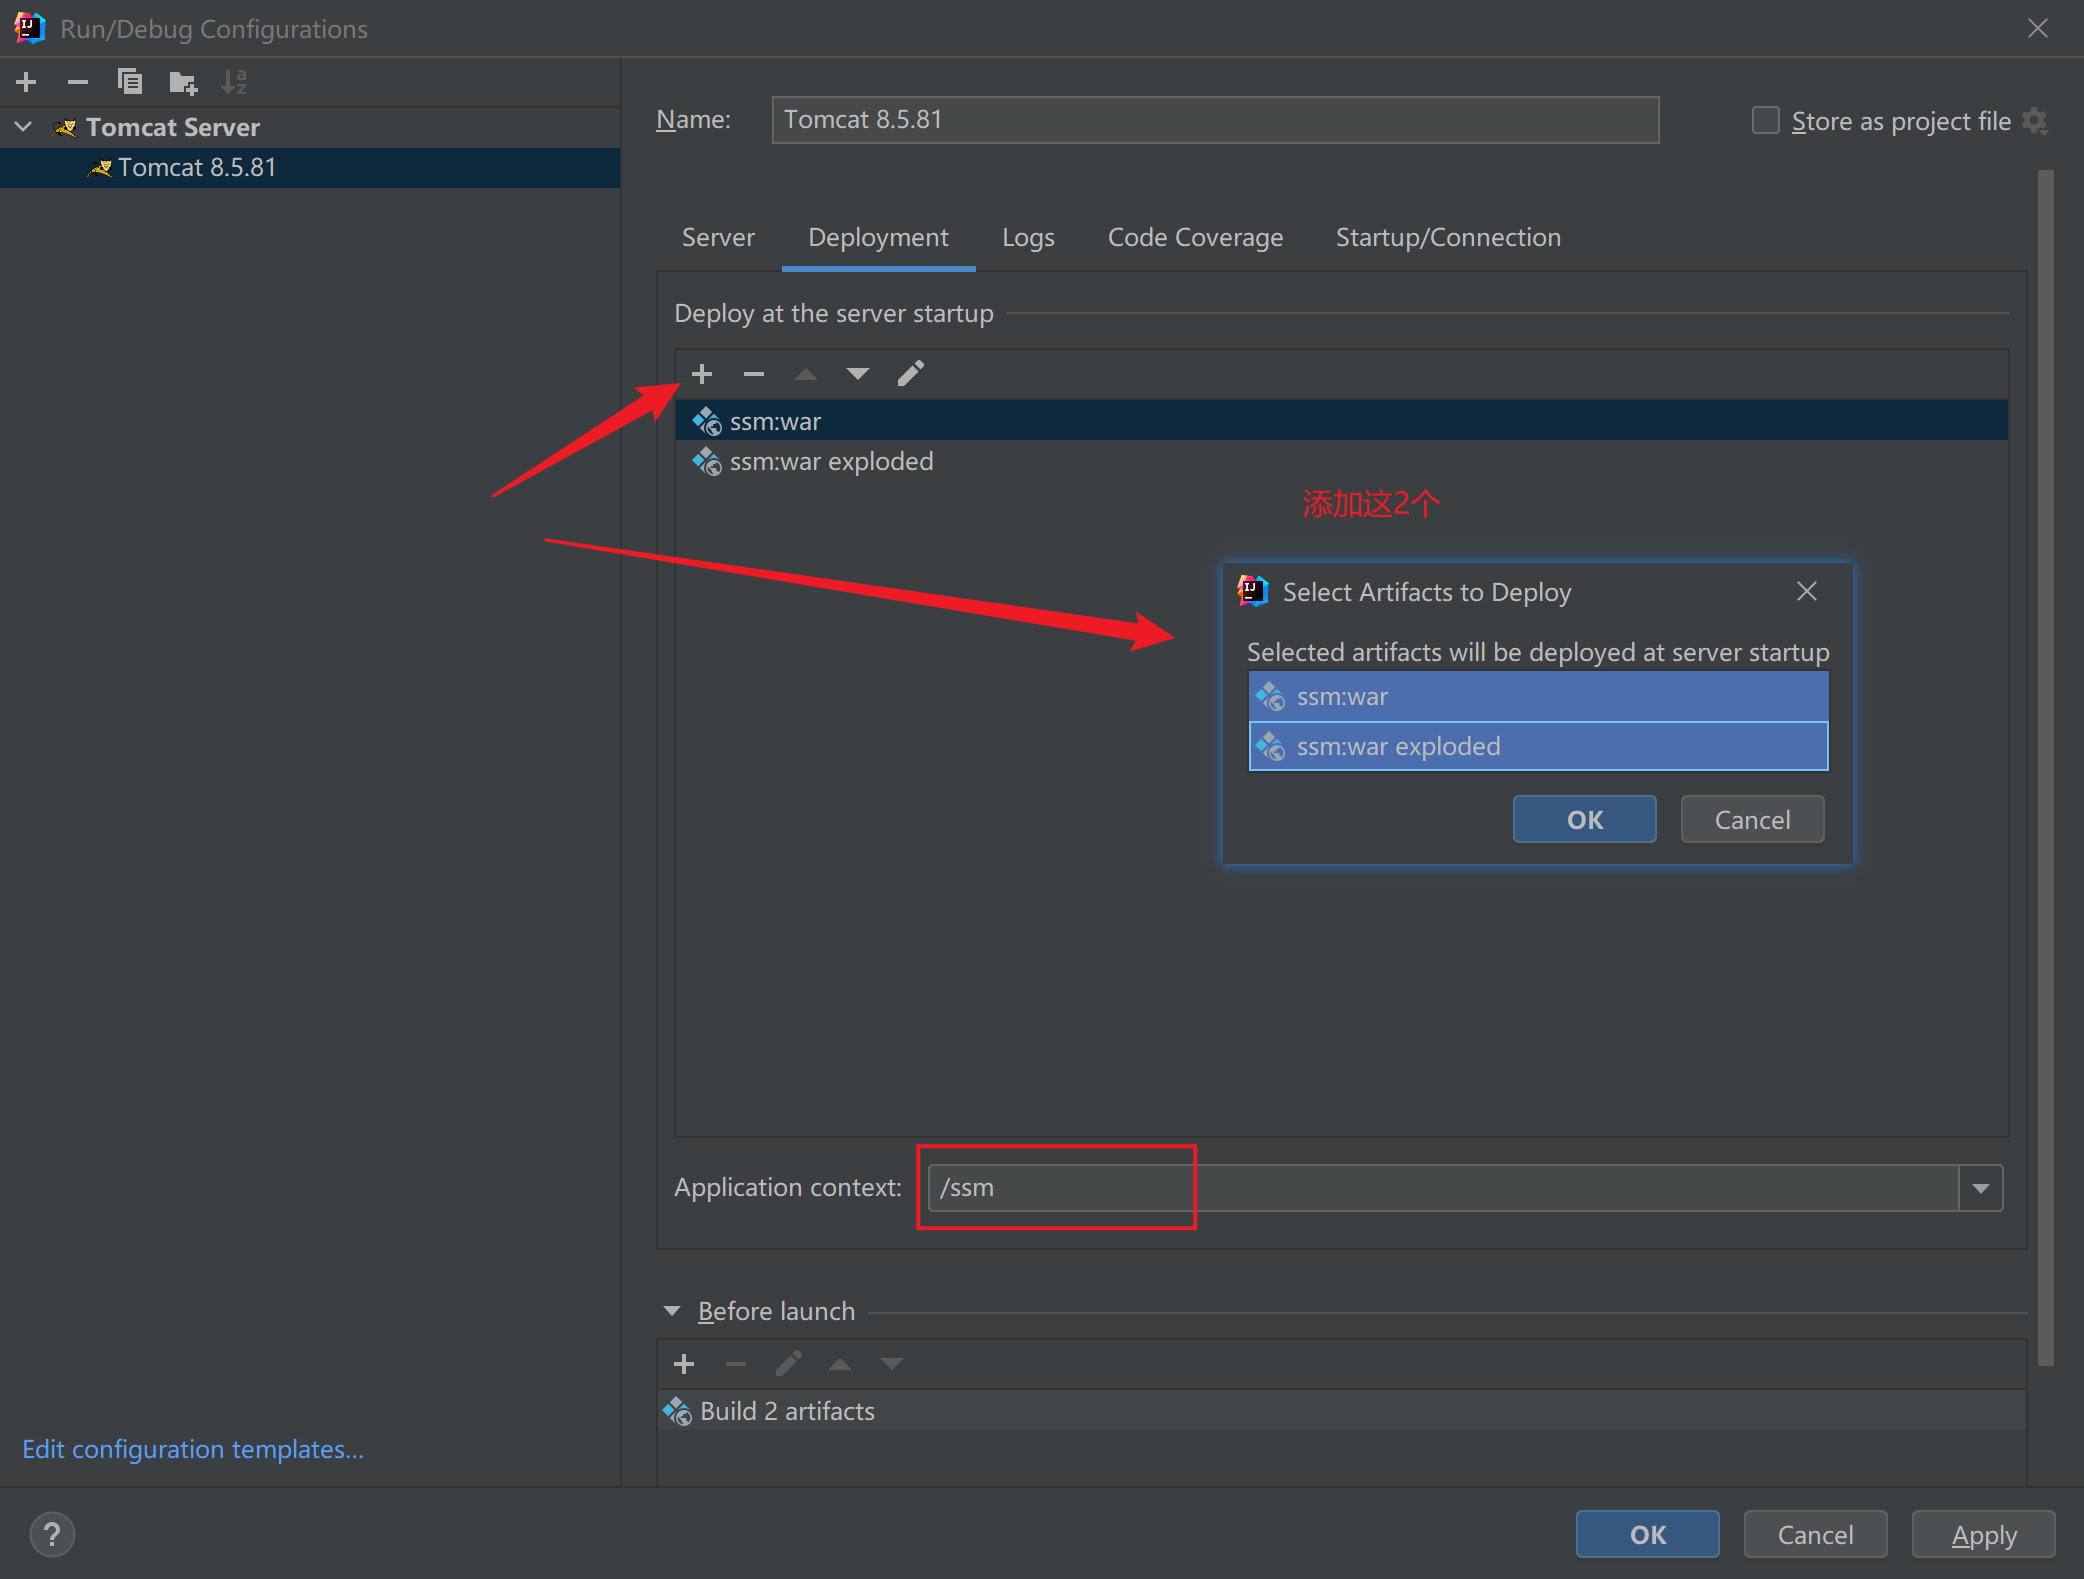 Run/Debug Configurations
Tomcat Server
Tomcat 8.5.81
Name:
Tomcat 8.5.81
Store as project file
Server
Deployment
Logs
Code Coverage
Startup/Connection
Deploy at the server startup
ssm:war
ssm:war exploded
添加这2个
Select Artifacts to Deploy
Selected artifacts will be deployed at server startup
ssm:war
ssm:war exploded
OK
Cancel
Application context:
/ssm
Before launch
Build 2 artifacts
Edit configuration templates...
?
OK
Cancel
Apply